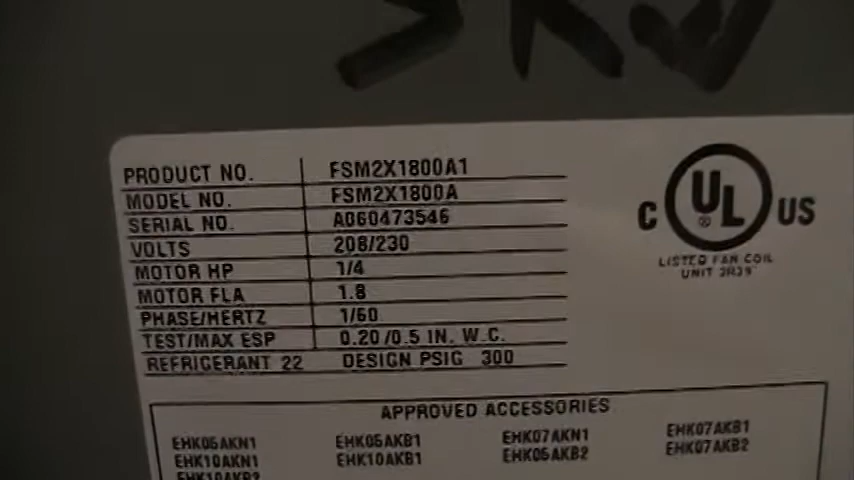 PRODUCT NO. FSM2X1800A1
MODEL NO. FSM2X1800A
SERIAL NO. A060473546
VOLTS 208/230
MOTOR HP 1/4
MOTOR FLA 1.8
PHASE/HERTZ 1/60
TEST/MAX ESP 0.20/0.5 IN. W.C.
REFRIGERANT 22 DESIGN PSIG 300
C UL US
LISTED FAN COIL
UNIT
APPROVED ACCESSORIES
EHK05AKN1 EHK05AKB1 EHK07AKN1 EHK07AKB1
EHK10AKN1 EHK10AKB1 EHK05AKB2 EHK07AKB2
EHK10AKB2